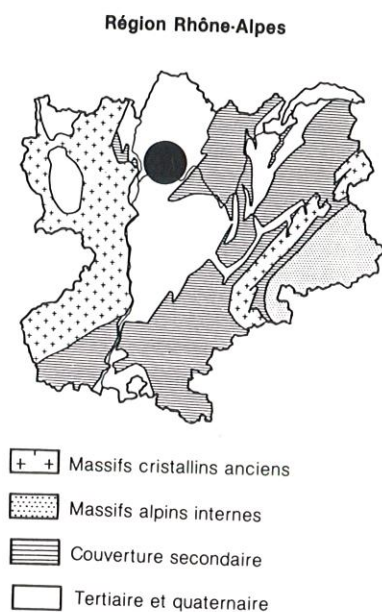 Région Rhône-Alpes
Massifs cristallins anciens
Massifs alpins internes
Couverture secondaire
Tertiaire et quaternaire